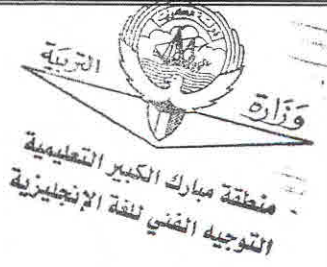 وزارة التربية
منطقة مبارك الكبير التعليمية
التوجيه الفني للغة الإنجليزية